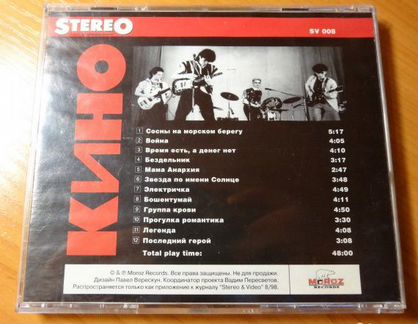 STEREO
SV 008
КИНО
1 Сосны на морском берегу 5:17
2 Война 4:05
3 Время есть, а денег нет 4:10
4 Бездельник 3:17
5 Мама Анархия 2:47
6 Звезда по имени Солнце 3:48
7 Электричка 4:49
8 Бошентумай 4:11
9 Группа крови 4:50
10 Прогулка романтика 3:30
11 Легенда 4:08
12 Последний герой 3:08
Total play time: 48:00
© & ℗ Moroz Records. Все права защищены. Не для продажи.
Дизайн Павел Верескун. Координатор проекта Вадим Пересветов.
Распространяется только как приложение к журналу "Stereo & Video" 8/98.
MOROZ
RECORDS